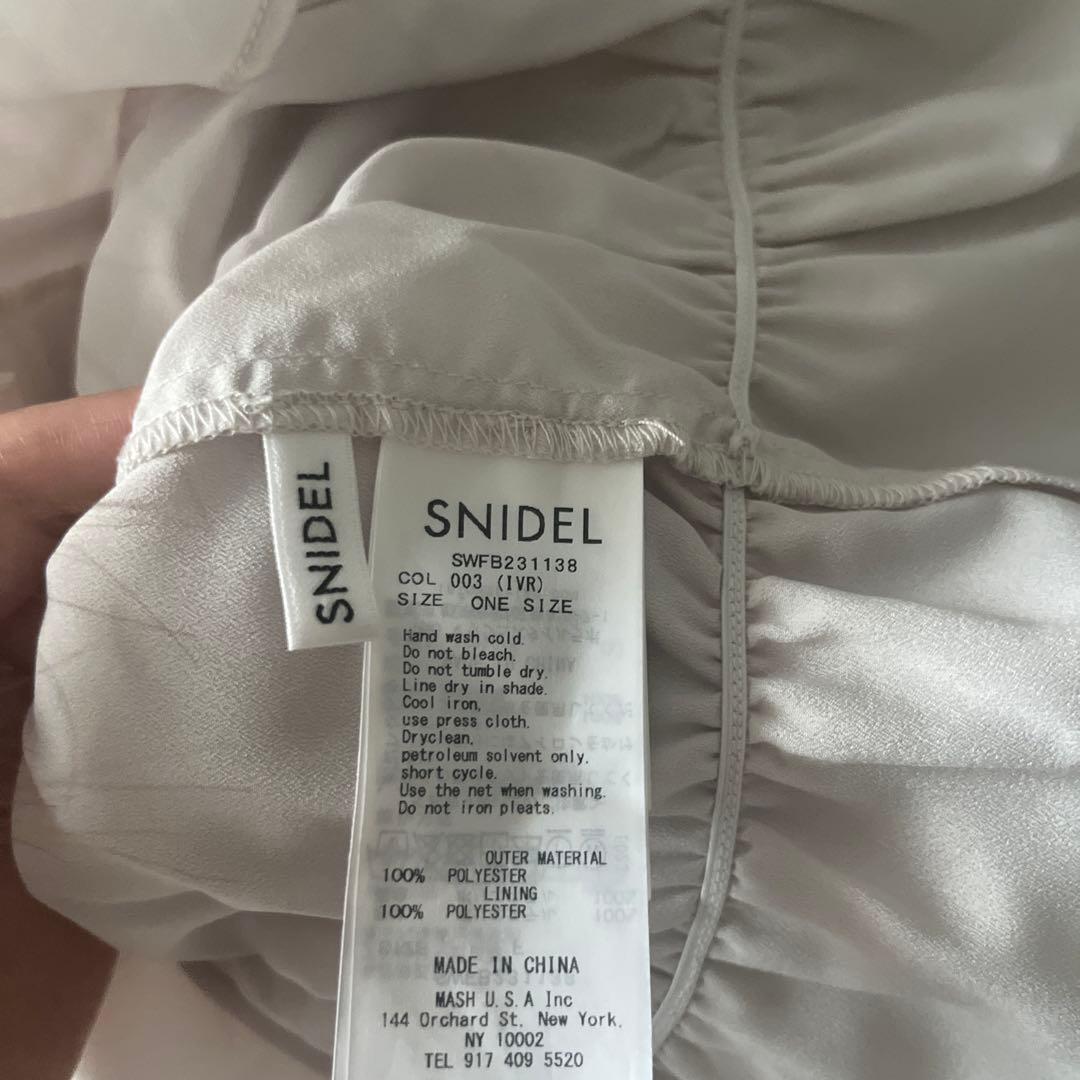 SNIDEL
SNIDEL
SWFB231138
COL 003 (IVR)
SIZE ONE SIZE
Hand wash cold.
Do not bleach.
Do not tumble dry.
Line dry in shade.
Cool iron,
use press cloth.
Dryclean,
petroleum solvent only.
short cycle.
Use the net when washing.
Do not iron pleats.
OUTER MATERIAL
100% POLYESTER
LINING
100% POLYESTER
MADE IN CHINA
MASH U.S.A Inc
144 Orchard St. New York,
NY 10002
TEL 917 409 5520